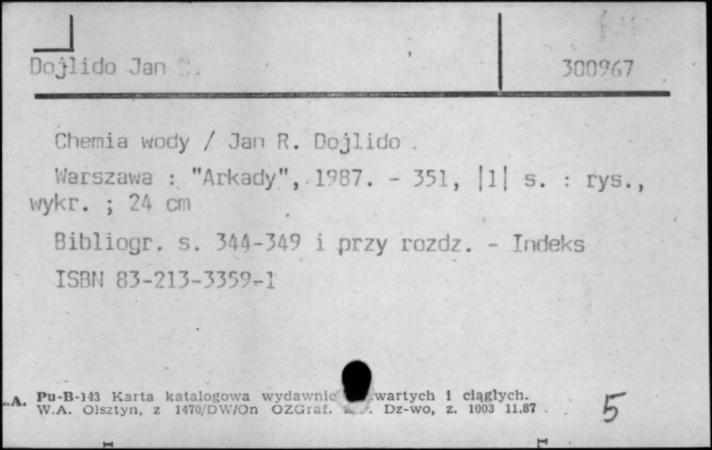 Dojlido Jan
300967
Chemia wody / Jan R. Dojlido .
Warszawa : "Arkady", 1987. - 351, |1| s. : rys.,
wykr. ; 24 cm
Bibliogr. s. 344-349 i przy rozdz. - Indeks
ISBN 83-213-3359-1
Pu-B-143 Karta katalogowa wydawnic wartych i ciągłych.
W.A. Olsztyn, z 1470/DW/On OZGraf. Dz-wo, z. 1003 11.87
5